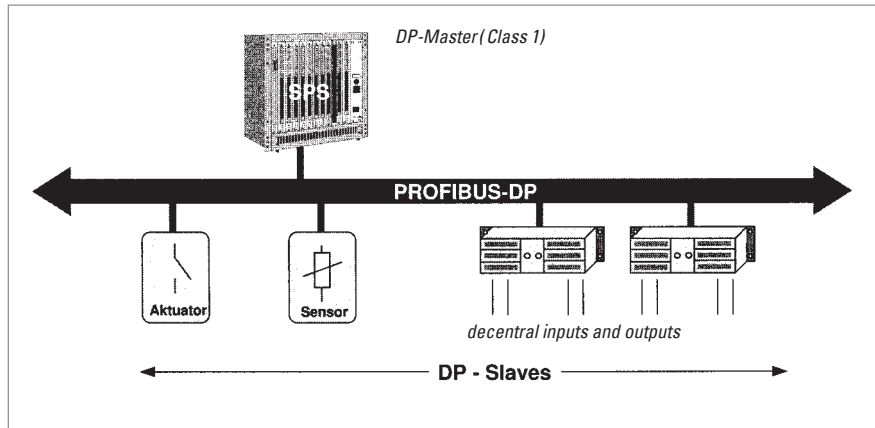 DP-Master( Class 1)
SPS
PROFIBUS-DP
Aktuator
Sensor
decentral inputs and outputs
DP - Slaves